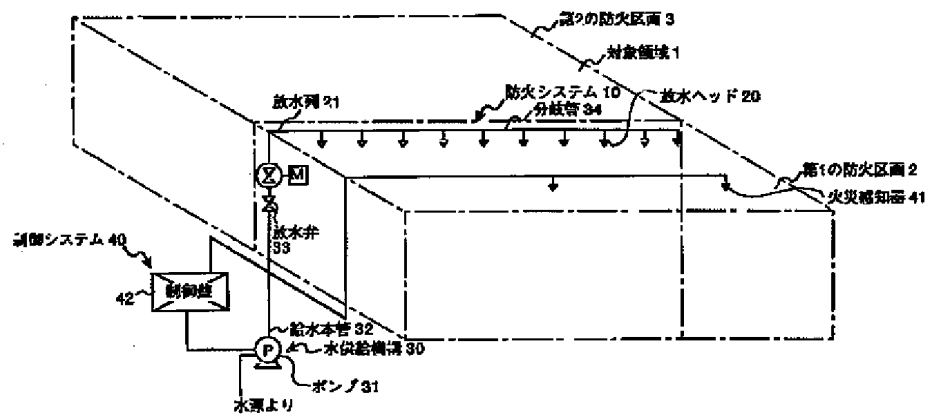 第2の防火区画 3
対象領域 1
防火システム 10
放水列 21
分岐管 34
放水ヘッド 20
M
第1の防火区画 2
火災感知器 41
放水弁
33
制御システム 40
42
制御盤
給水本管 32
P
水供給機構 30
ポンプ 31
水源より